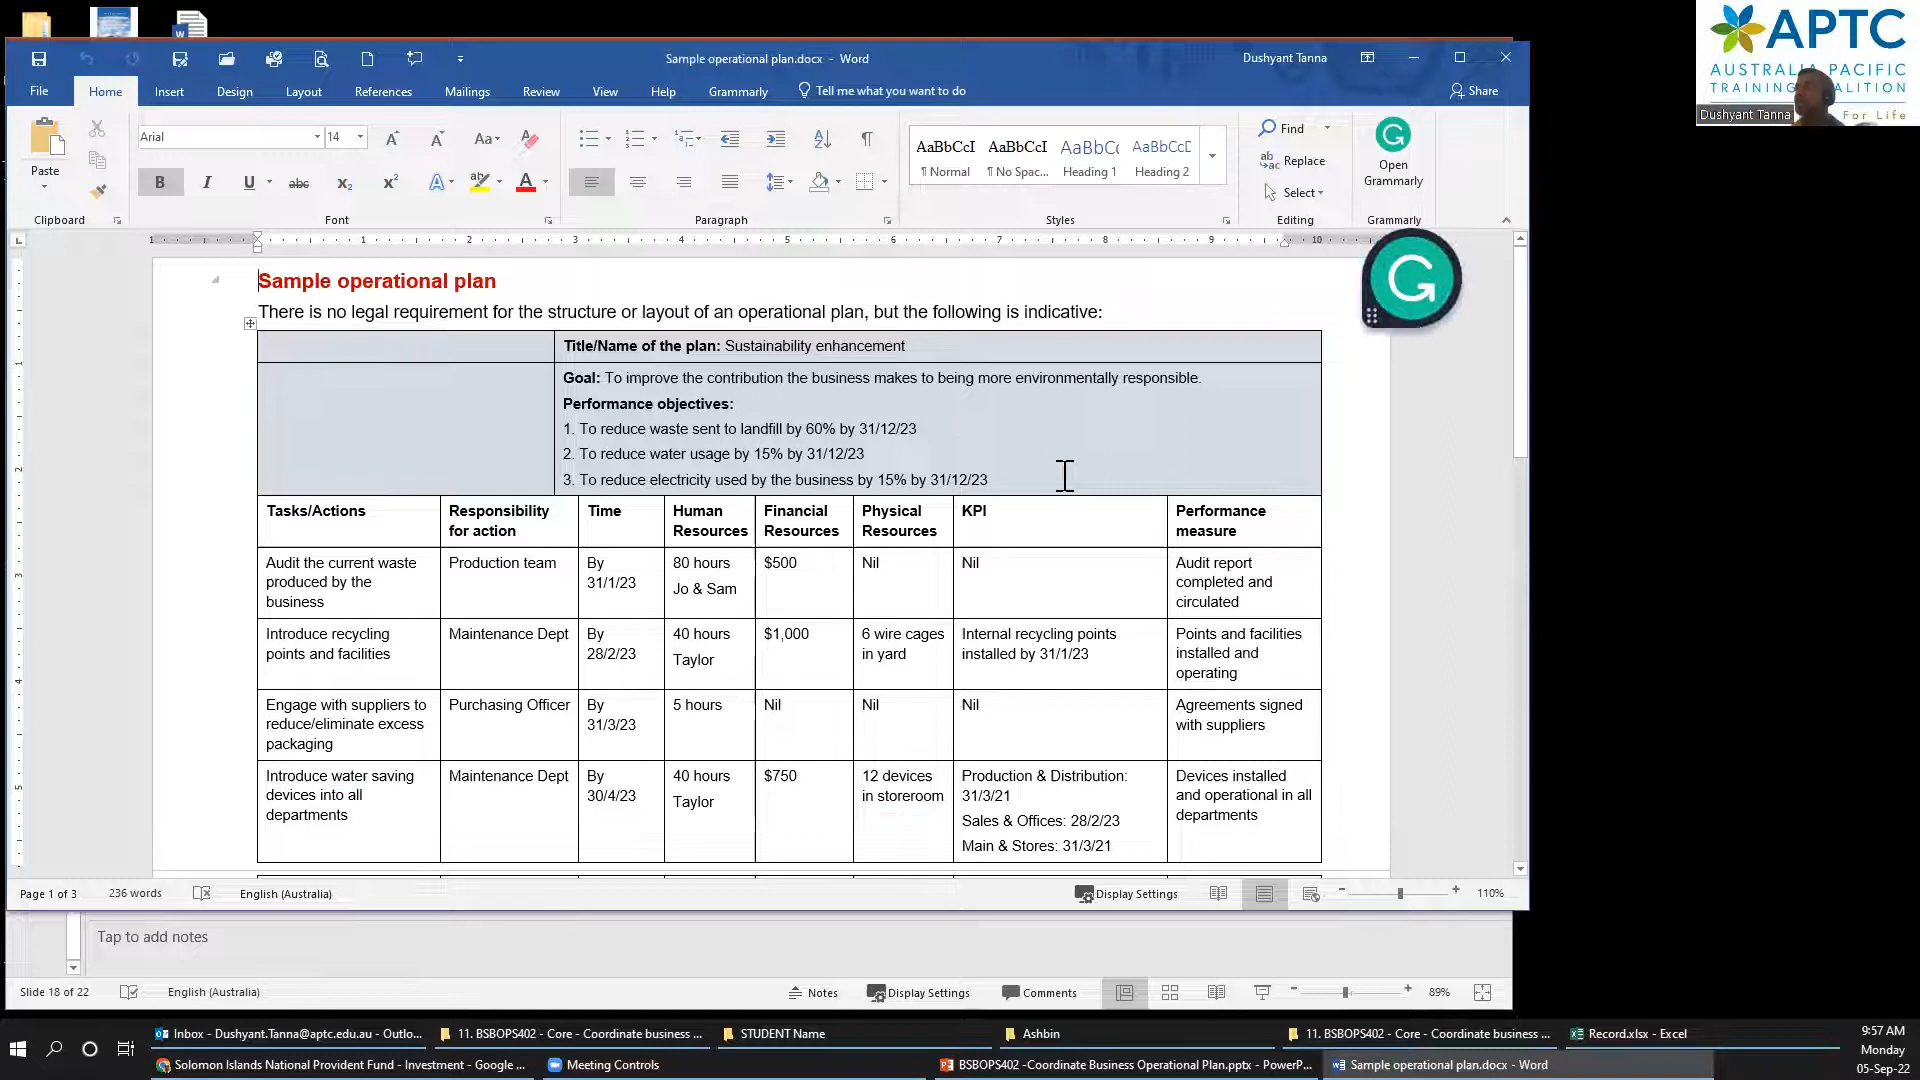 Sample operational plan.docx - Word
Dushyant Tanna
File Home Insert Design Layout References Mailings Review View Help Grammarly Tell me what you want to do Share
Arial 14 Aa
Find
Replace
Select
Paste
B I U abc X2 X2 A A
AaBbCcI AaBbCcI AaBbCc AaBbCcE
¶ Normal ¶ No Spac... Heading 1 Heading 2
Open
Grammarly
Clipboard Font Paragraph Styles Editing Grammarly
1 1 2 3 4 5 6 7 8 9 10
Sample operational plan
There is no legal requirement for the structure or layout of an operational plan, but the following is indicative:
Title/Name of the plan: Sustainability enhancement
Goal: To improve the contribution the business makes to being more environmentally responsible.
Performance objectives:
1. To reduce waste sent to landfill by 60% by 31/12/23
2. To reduce water usage by 15% by 31/12/23
3. To reduce electricity used by the business by 15% by 31/12/23
Tasks/Actions
Responsibility
for action
Time
Human
Resources
Financial
Resources
Physical
Resources
KPI
Performance
measure
Audit the current waste
produced by the
business
Production team
By
31/1/23
80 hours
Jo & Sam
$500
Nil
Nil
Audit report
completed and
circulated
Introduce recycling
points and facilities
Maintenance Dept
By
28/2/23
40 hours
Taylor
$1,000
6 wire cages
in yard
Internal recycling points
installed by 31/1/23
Points and facilities
installed and
operating
Engage with suppliers to
reduce/eliminate excess
packaging
Purchasing Officer
By
31/3/23
5 hours
Nil
Nil
Nil
Agreements signed
with suppliers
Introduce water saving
devices into all
departments
Maintenance Dept
By
30/4/23
40 hours
Taylor
$750
12 devices
in storeroom
Production & Distribution:
31/3/21
Sales & Offices: 28/2/23
Main & Stores: 31/3/21
Devices installed
and operational in all
departments
Page 1 of 3 236 words English (Australia) Display Settings 110%
Tap to add notes
Slide 18 of 22 English (Australia) Notes Display Settings Comments 89%
Inbox - Dushyant.Tanna@aptc.edu.au - Outlo... 11. BSBOPS402 - Core - Coordinate business ... STUDENT Name Ashbin 11. BSBOPS402 - Core - Coordinate business ... Record.xlsx - Excel
Solomon Islands National Provident Fund - Investment - Google ... Meeting Controls BSBOPS402 -Coordinate Business Operational Plan.pptx - PowerP... Sample operational plan.docx - Word
9:57 AM
Monday
05-Sep-22
APTC
AUSTRALIA PACIFIC
TRAINING COALITION
For Life
Dushyant Tanna